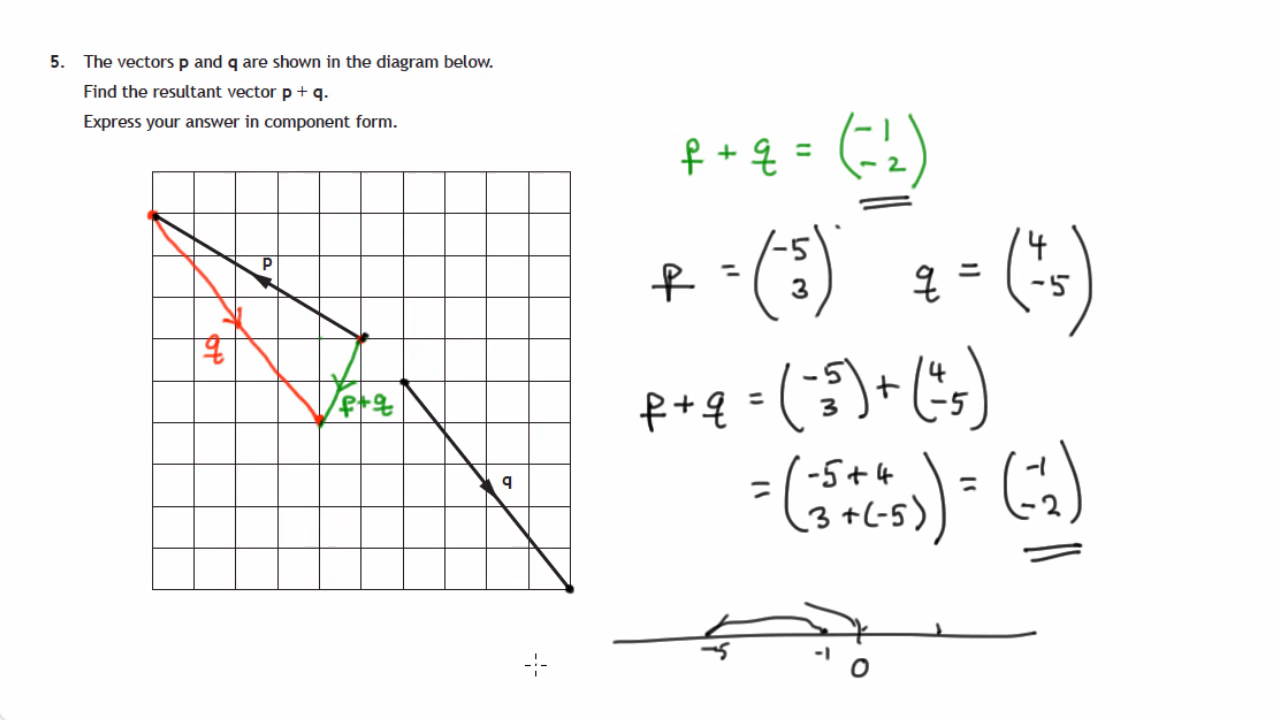 5. The vectors p and q are shown in the diagram below.
Find the resultant vector p + q.
Express your answer in component form.
p + q = (-1
-2)
p
q
p+q
q
p = (-5
3)
q = (4
-5)
p + q = (-5
3) + (4
-5)
= (-5+4
3+(-5)) = (-1
-2)
-5 -1 0